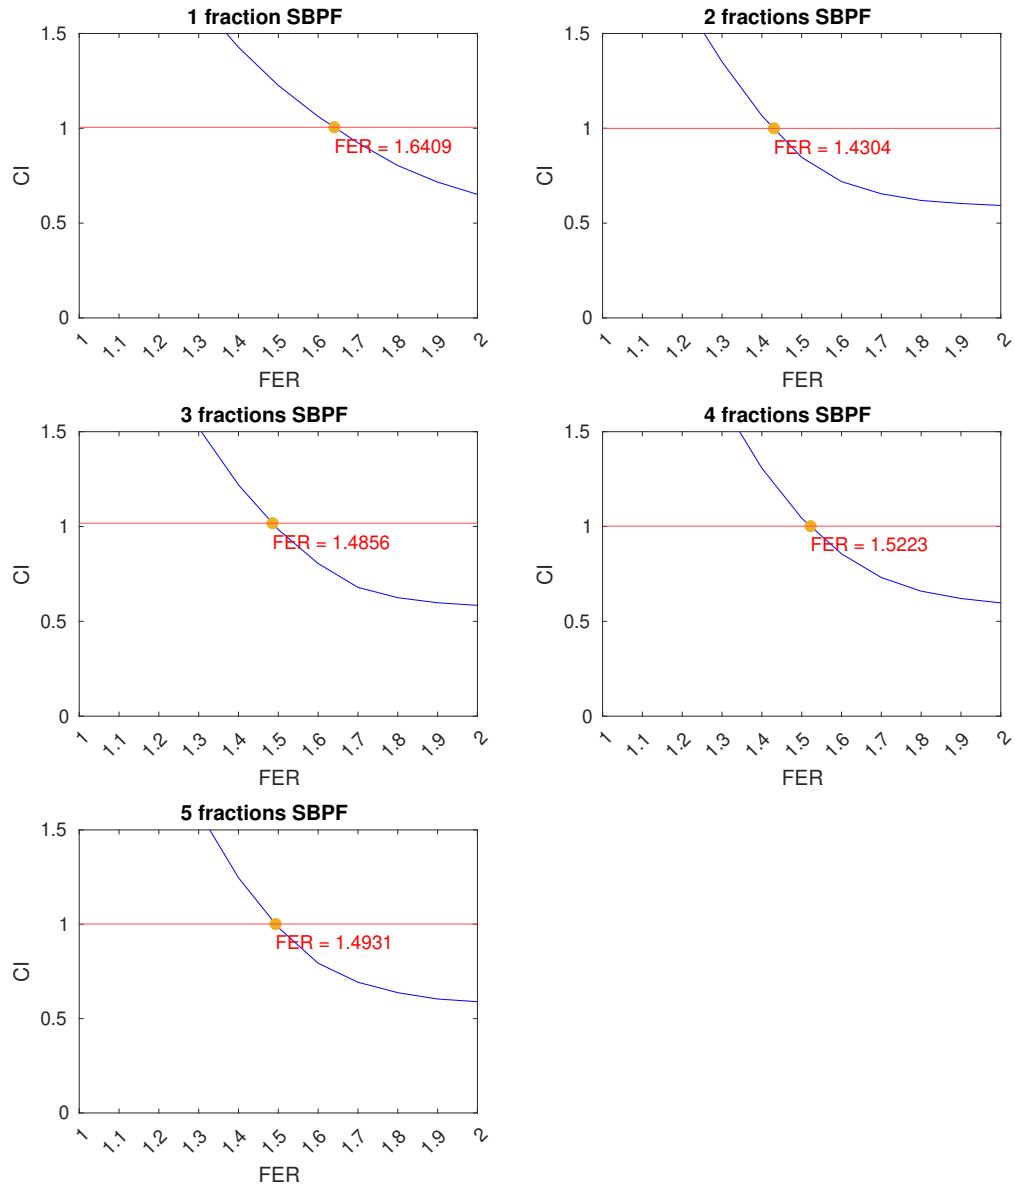 1 fraction SBPF
1.5
1
0.5
0
CI
FER = 1.6409
1 1.1 1.2 1.3 1.4 1.5 1.6 1.7 1.8 1.9 2
FER
2 fractions SBPF
1.5
1
0.5
0
CI
FER = 1.4304
1 1.1 1.2 1.3 1.4 1.5 1.6 1.7 1.8 1.9 2
FER
3 fractions SBPF
1.5
1
0.5
0
CI
FER = 1.4856
1 1.1 1.2 1.3 1.4 1.5 1.6 1.7 1.8 1.9 2
FER
4 fractions SBPF
1.5
1
0.5
0
CI
FER = 1.5223
1 1.1 1.2 1.3 1.4 1.5 1.6 1.7 1.8 1.9 2
FER
5 fractions SBPF
1.5
1
0.5
0
CI
FER = 1.4931
1 1.1 1.2 1.3 1.4 1.5 1.6 1.7 1.8 1.9 2
FER